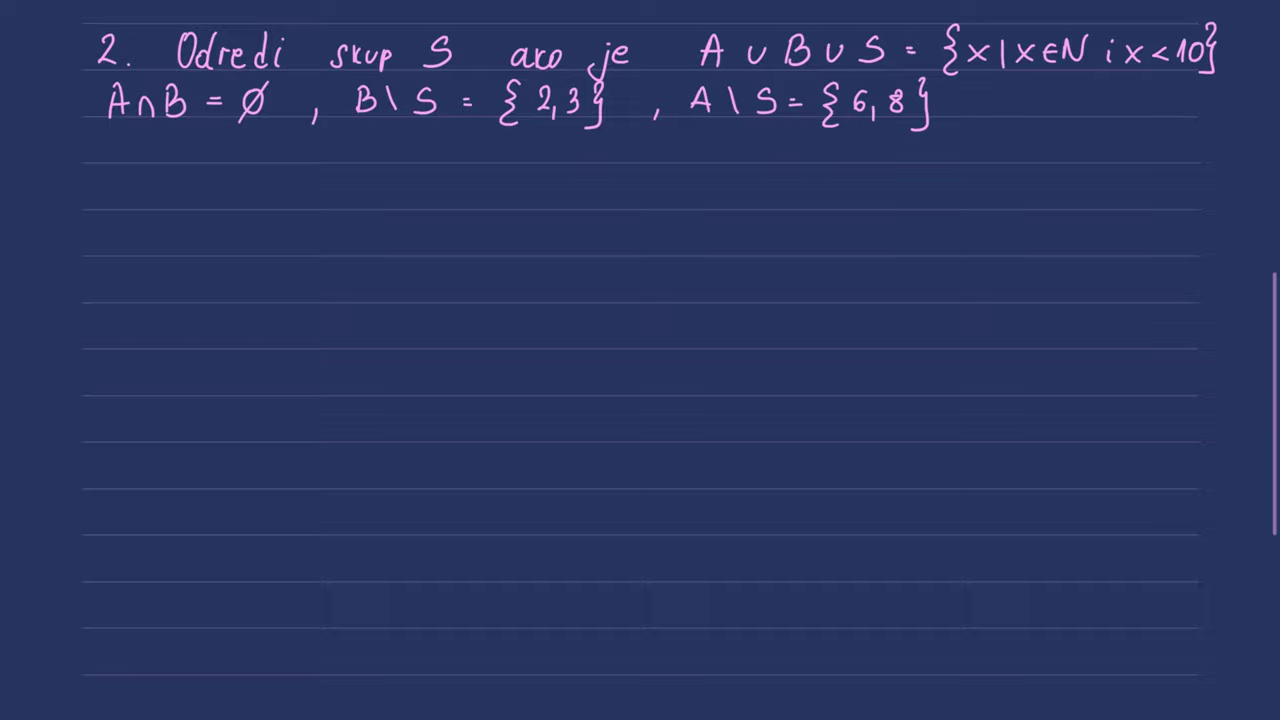 2. Odredi skup S ako je A ∪ B ∪ S = {x | x ∈ N i x < 10}
A ∩ B = ∅ , B \ S = {2, 3} , A \ S = {6, 8}